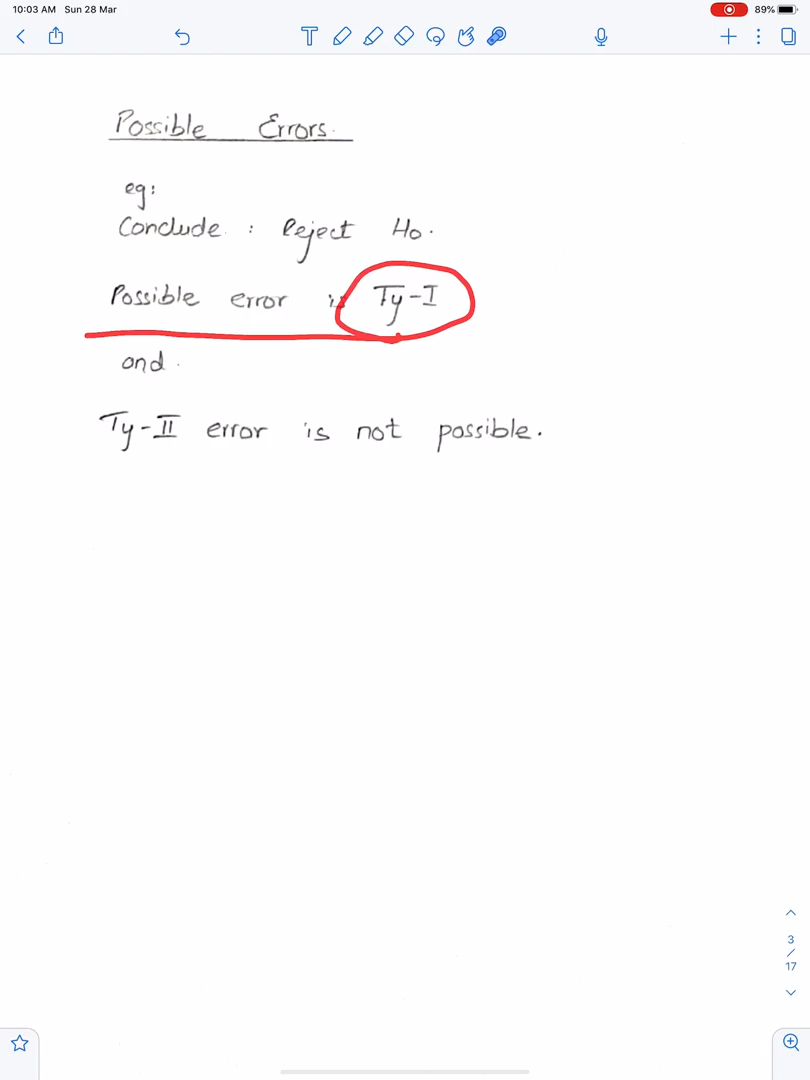 10:03 AM Sun 28 Mar
89%
Possible Errors.
eg:
Conclude : Reject Ho.
Possible error is Ty-I
and.
Ty-II error is not possible.
3
/
17